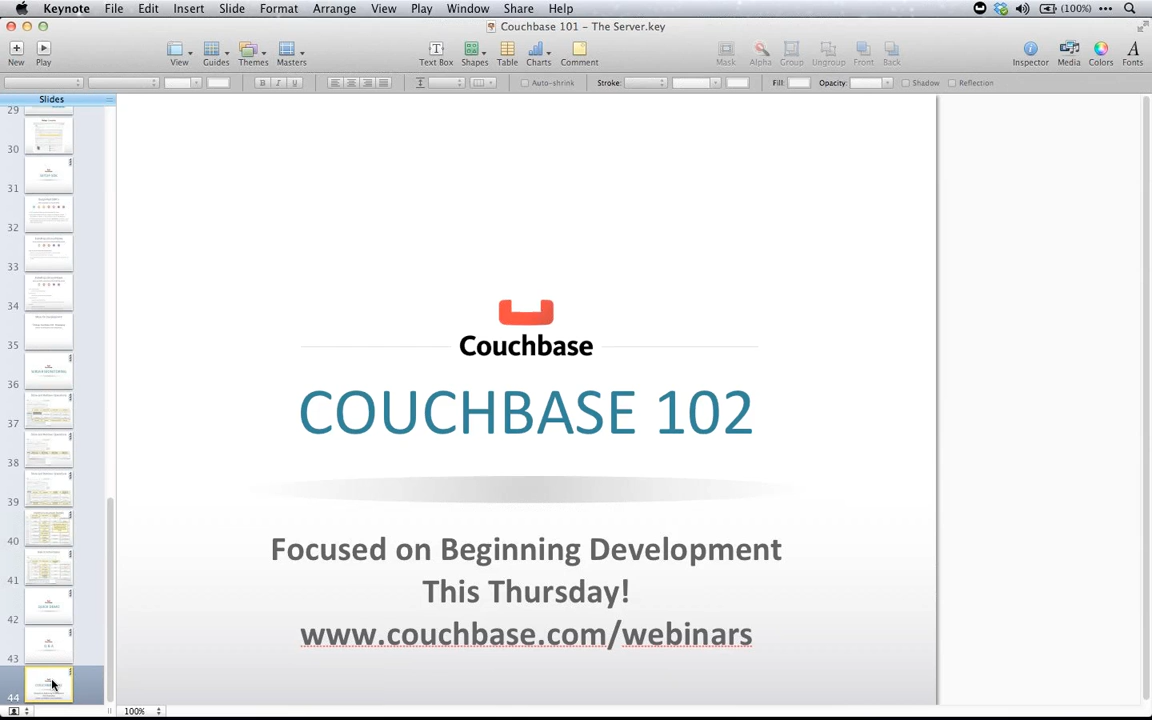 Keynote File Edit Insert Slide Format Arrange View Play Window Share Help (100%)
Couchbase 101 – The Server.key
New Play View Guides Themes Masters Text Box Shapes Table Charts Comment Mask Alpha Group Ungroup Front Back Inspector Media Colors Fonts
B I U Auto-shrink Stroke: Fill: Opacity: Shadow Reflection
Slides
29
30
31
32
33
34
35
36
37
38
39
40
41
42
43
44
Couchbase
COUCHBASE 102
Focused on Beginning Development
This Thursday!
www.couchbase.com/webinars
100%